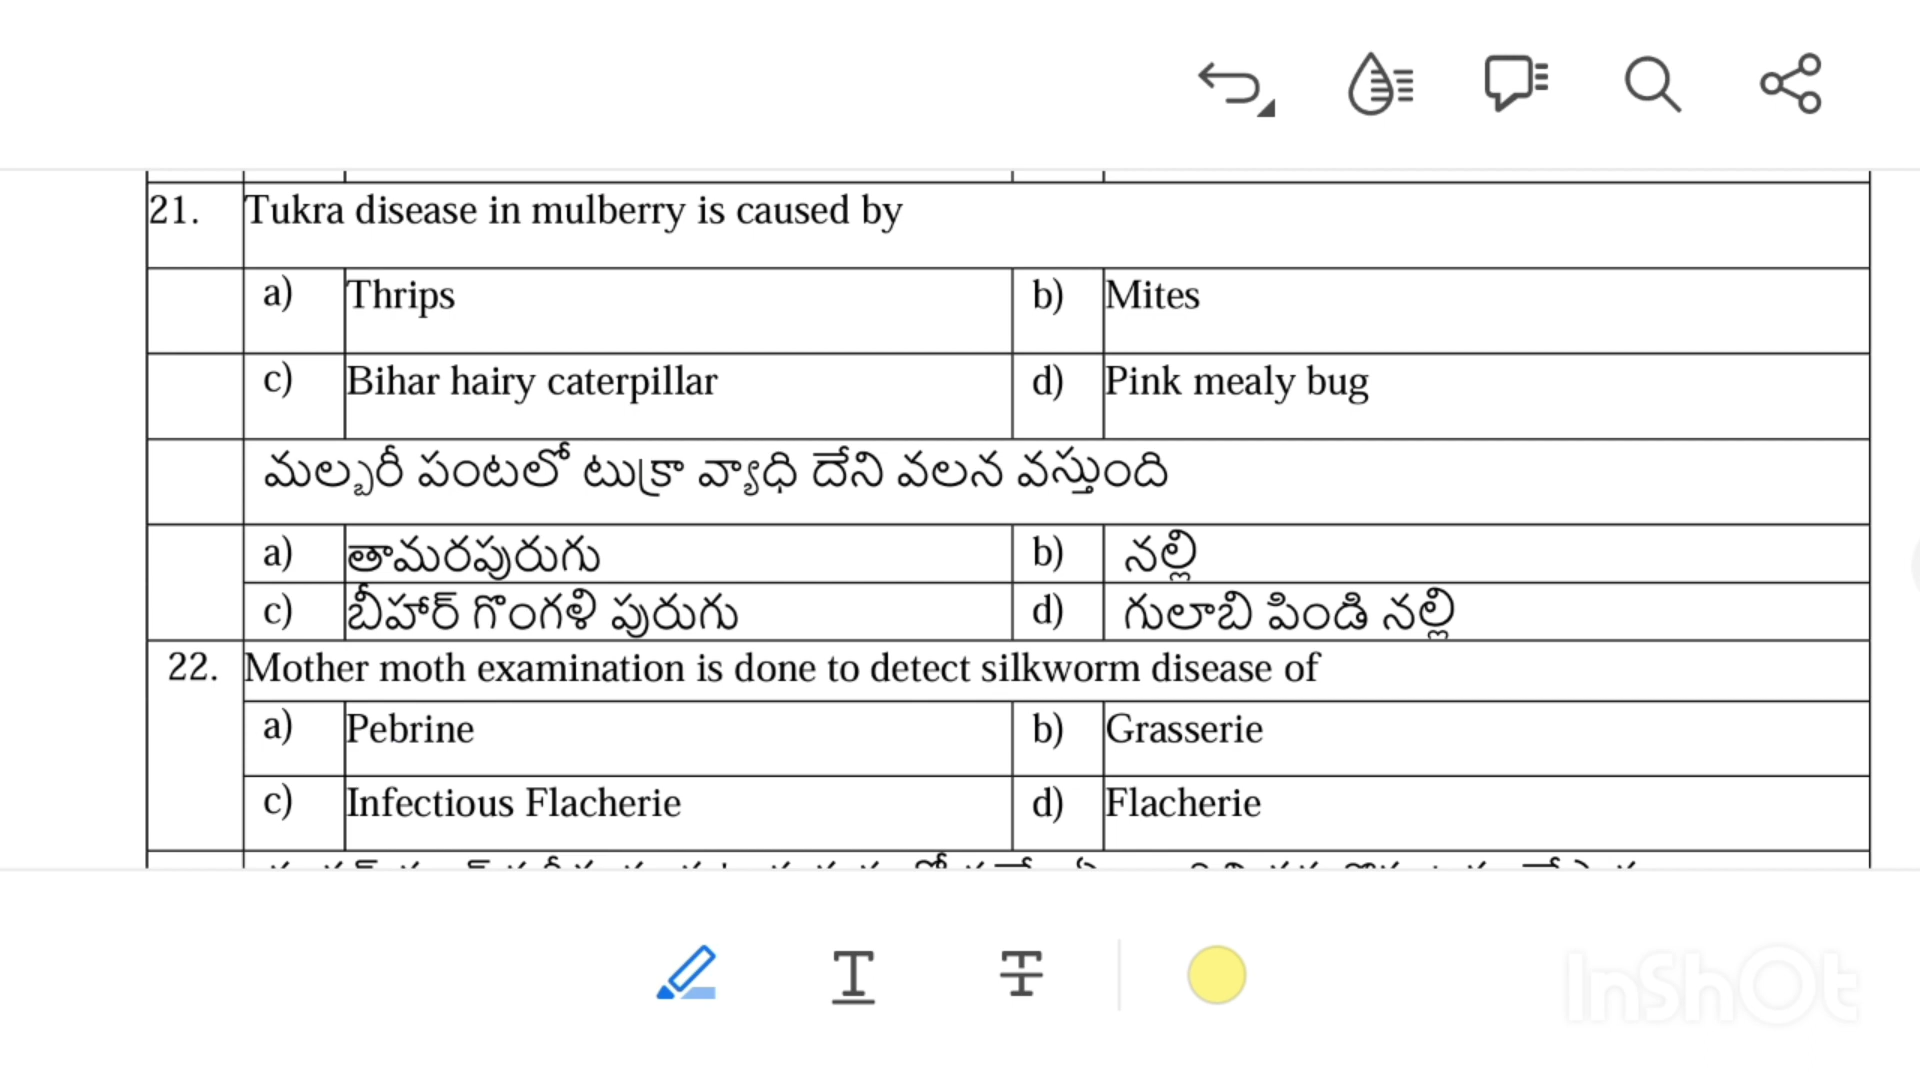 21. Tukra disease in mulberry is caused by
a) Thrips b) Mites
c) Bihar hairy caterpillar d) Pink mealy bug
మల్బరీ పంటలో టుక్రా వ్యాధి దేని వలన వస్తుంది
a) తామరపురుగు b) నల్లి
c) బీహార్ గొంగళి పురుగు d) గులాబి పిండి నల్లి
22. Mother moth examination is done to detect silkworm disease of
a) Pebrine b) Grasserie
c) Infectious Flacherie d) Flacherie
InShOt